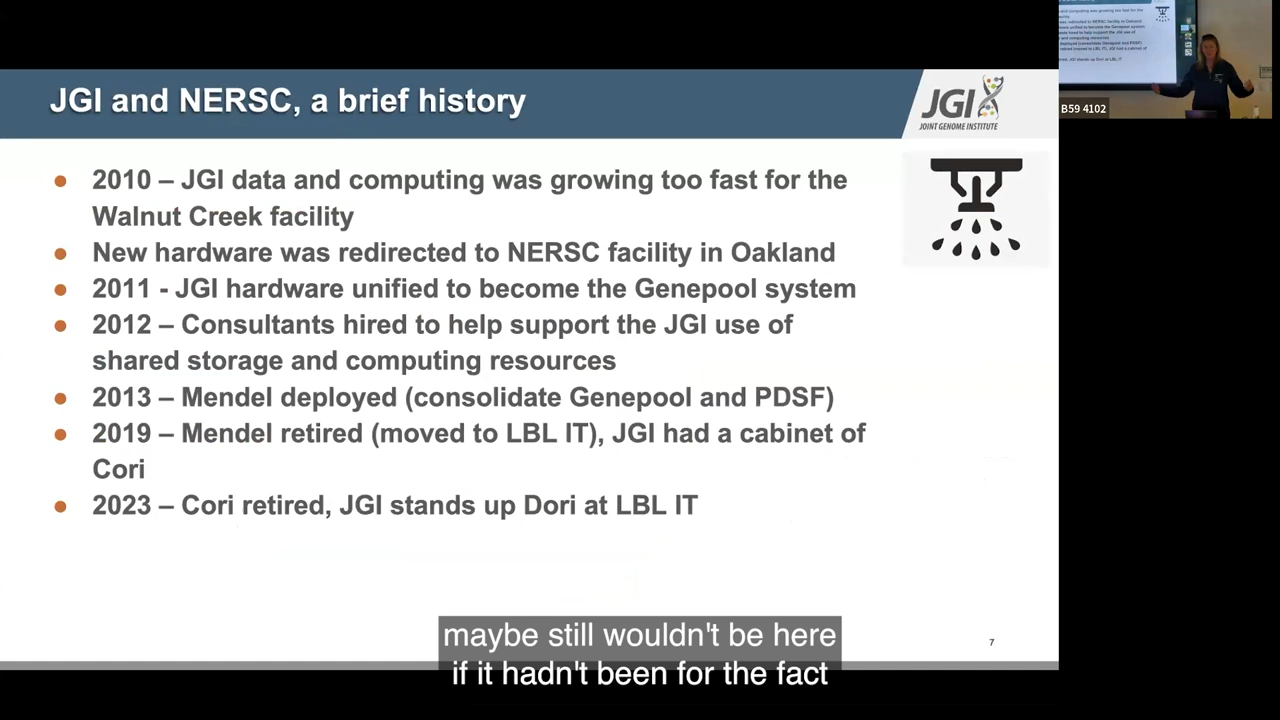 JGI and NERSC, a brief history
JGI
JOINT GENOME INSTITUTE
● 2010 – JGI data and computing was growing too fast for the
Walnut Creek facility
● New hardware was redirected to NERSC facility in Oakland
● 2011 - JGI hardware unified to become the Genepool system
● 2012 – Consultants hired to help support the JGI use of
shared storage and computing resources
● 2013 – Mendel deployed (consolidate Genepool and PDSF)
● 2019 – Mendel retired (moved to LBL IT), JGI had a cabinet of
Cori
● 2023 – Cori retired, JGI stands up Dori at LBL IT
7
maybe still wouldn't be here
if it hadn't been for the fact
B59 4102